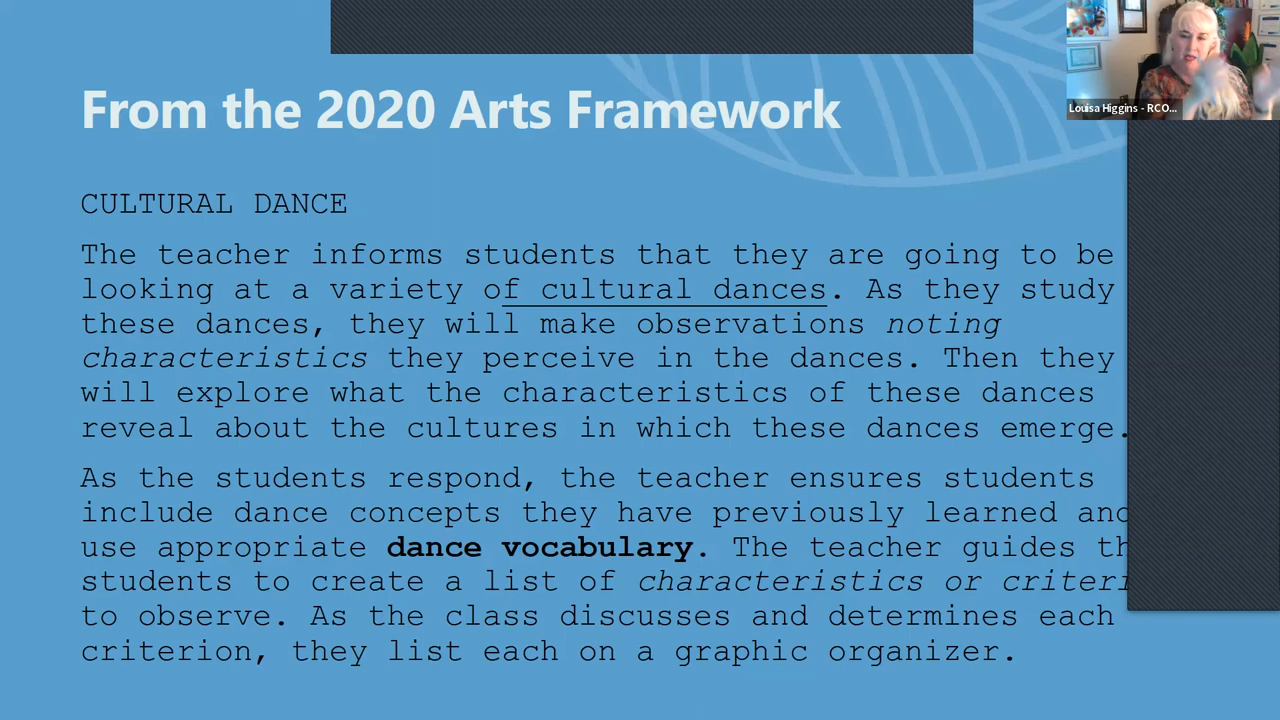 From the 2020 Arts Framework
Louisa Higgins - RCO...
CULTURAL DANCE
The teacher informs students that they are going to be
looking at a variety of cultural dances. As they study
these dances, they will make observations noting
characteristics they perceive in the dances. Then they
will explore what the characteristics of these dances
reveal about the cultures in which these dances emerge.
As the students respond, the teacher ensures students
include dance concepts they have previously learned and
use appropriate dance vocabulary. The teacher guides
students to create a list of characteristics or
to observe. As the class discusses and determines each
criterion, they list each on a graphic organizer.